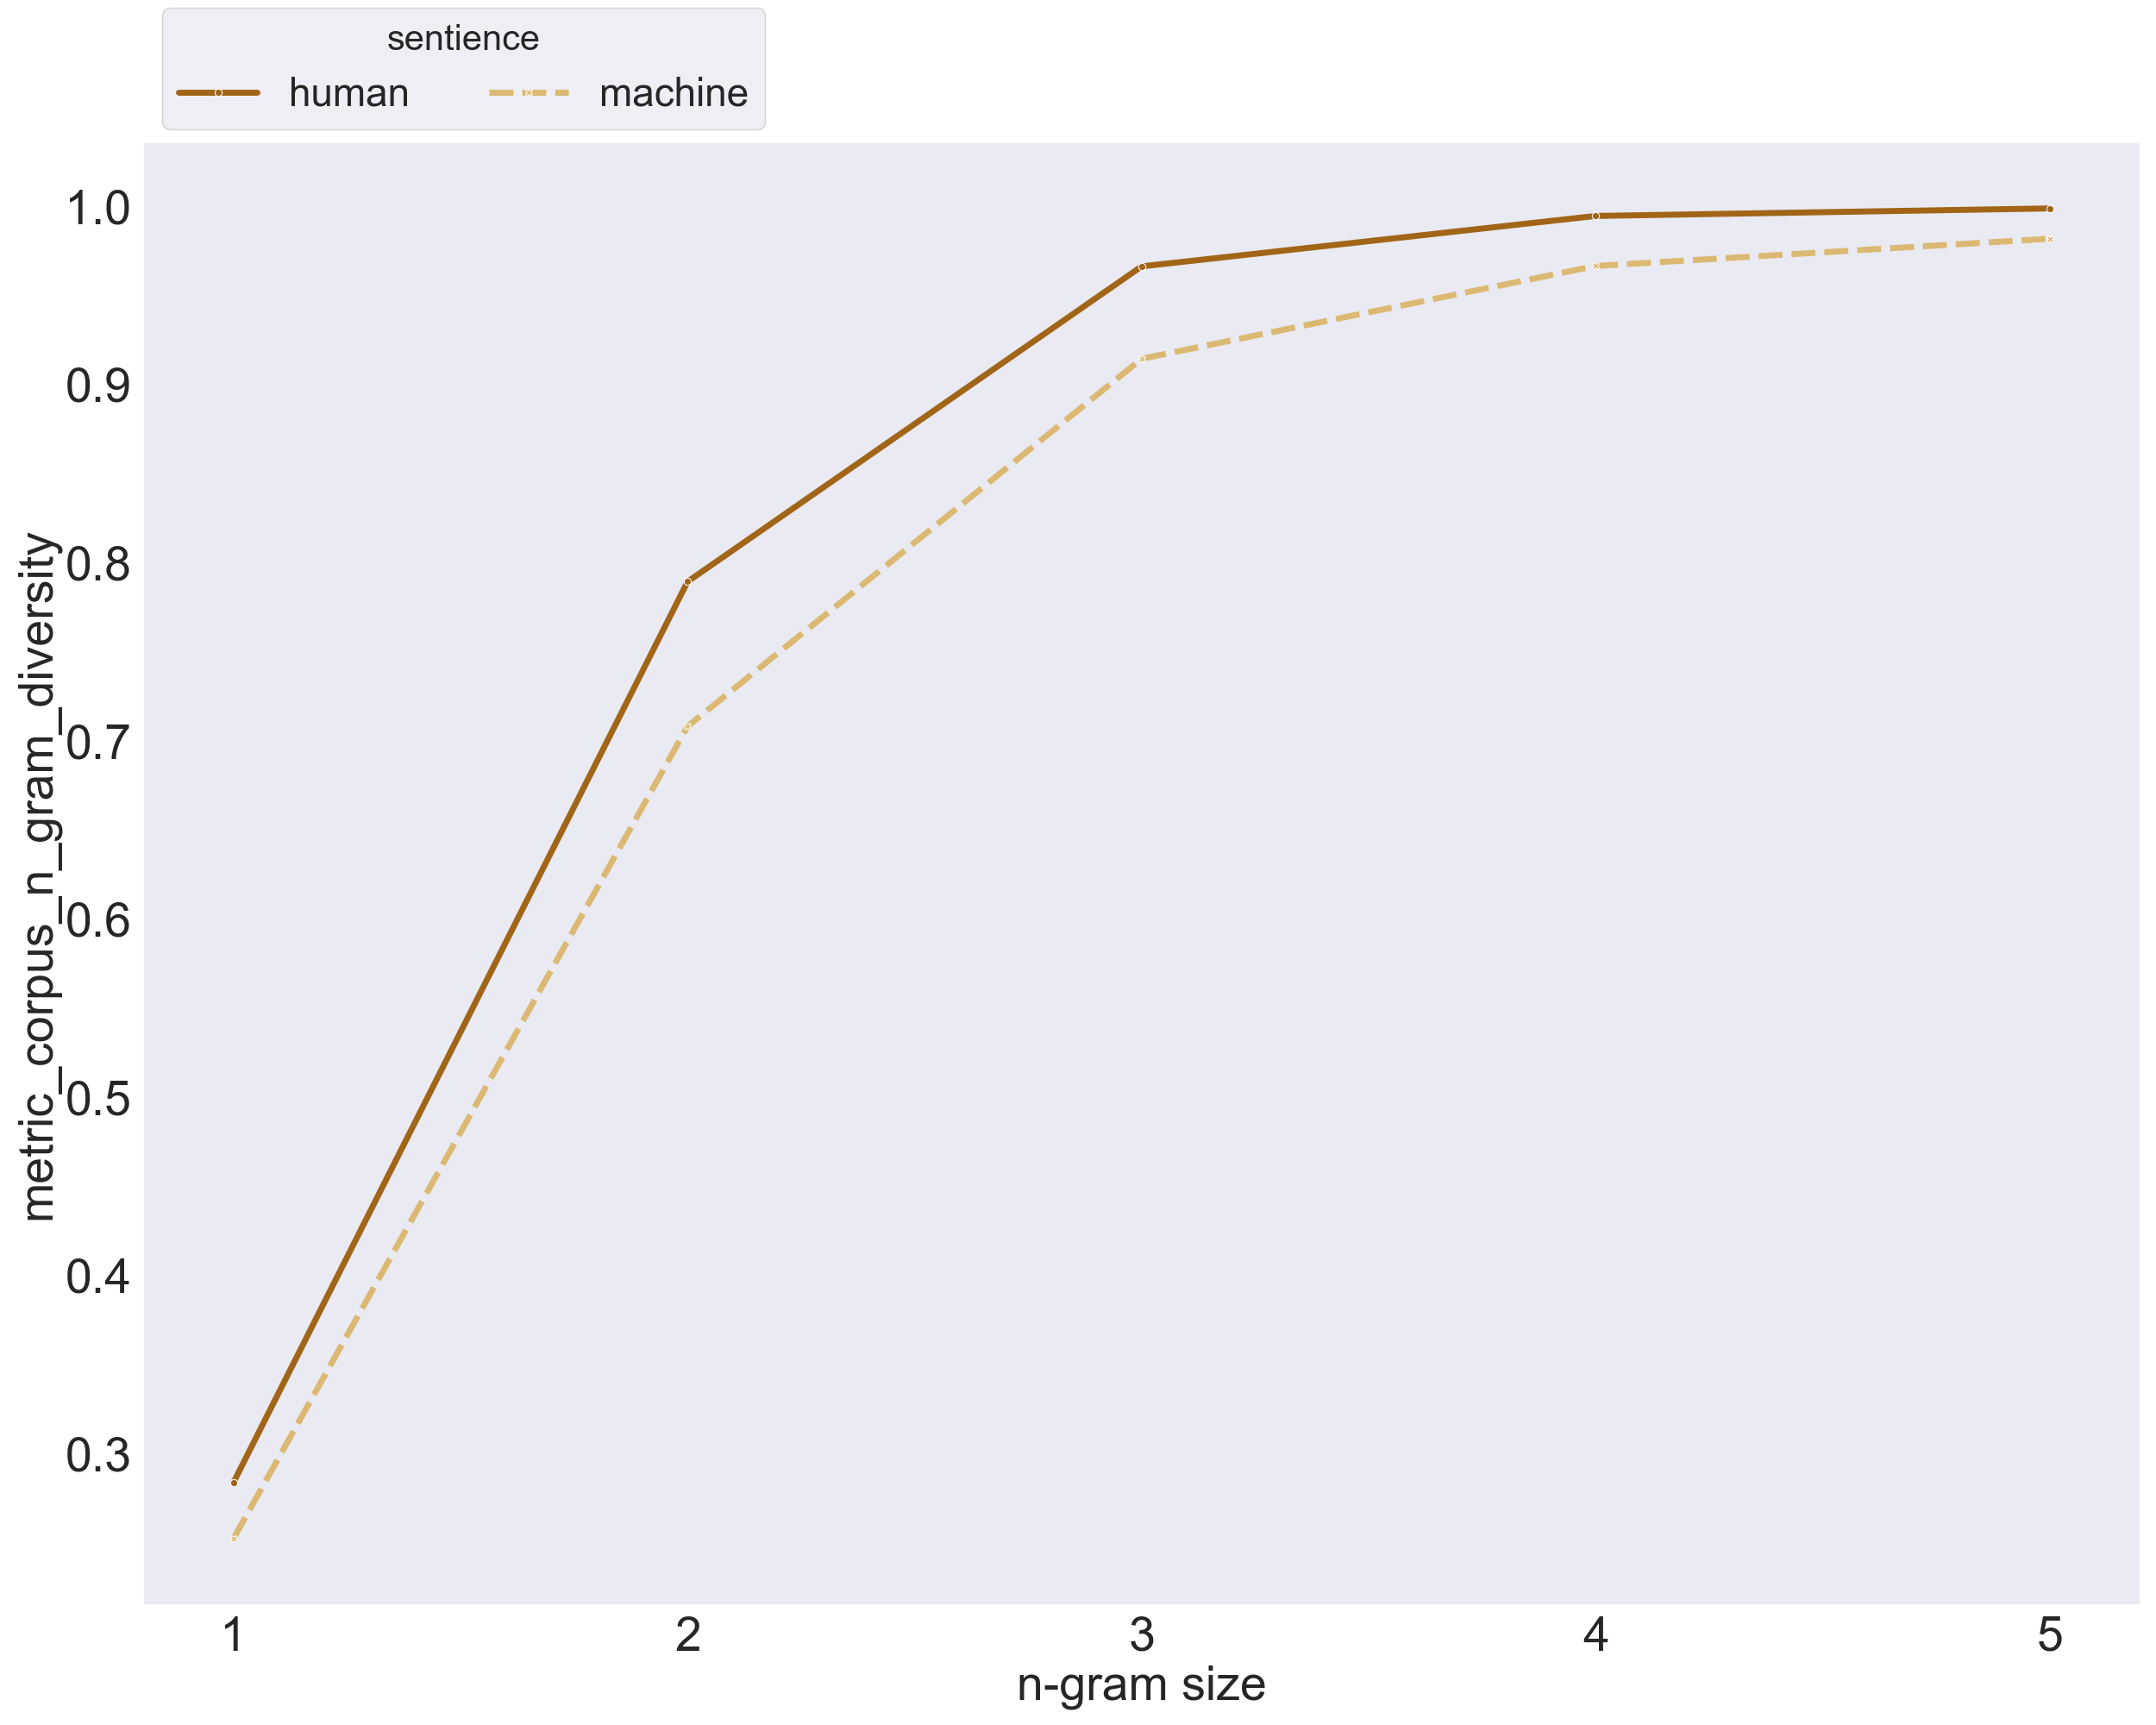 sentience
human machine
metric_corpus_n_gram_diversity
1.0
0.9
0.8
0.7
0.6
0.5
0.4
0.3
1 2 3 4 5
n-gram size